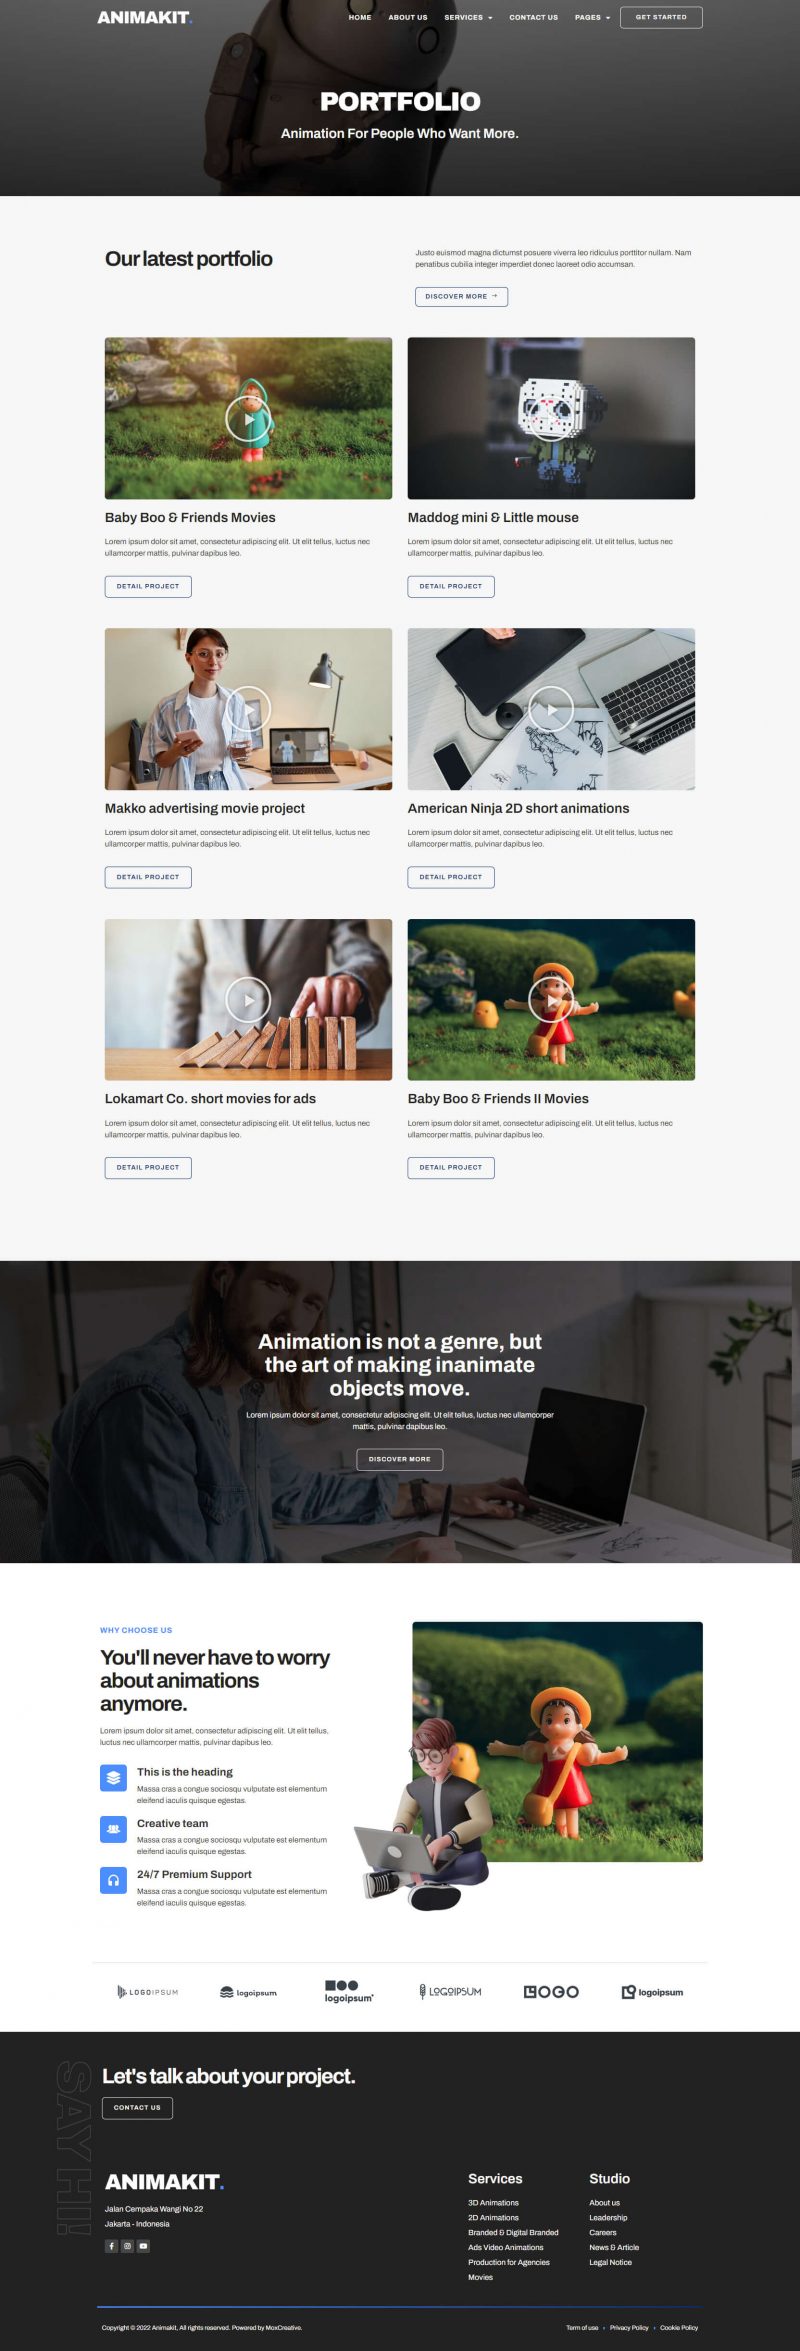 ANIMAKIT.
HOME ABOUT US SERVICES CONTACT US PAGES GET STARTED
PORTFOLIO
Animation For People Who Want More.
Our latest portfolio
Justo euismod magna dictumst posuere viverra leo ridiculus porttitor nullam. Nam
penatibus cubilia integer imperdiet donec laoreet odio accumsan.
DISCOVER MORE →
Baby Boo & Friends Movies
Lorem ipsum dolor sit amet, consectetur adipiscing elit. Ut elit tellus, luctus nec
ullamcorper mattis, pulvinar dapibus leo.
DETAIL PROJECT
Maddog mini & Little mouse
Lorem ipsum dolor sit amet, consectetur adipiscing elit. Ut elit tellus, luctus nec
ullamcorper mattis, pulvinar dapibus leo.
DETAIL PROJECT
Makko advertising movie project
Lorem ipsum dolor sit amet, consectetur adipiscing elit. Ut elit tellus, luctus nec
ullamcorper mattis, pulvinar dapibus leo.
DETAIL PROJECT
American Ninja 2D short animations
Lorem ipsum dolor sit amet, consectetur adipiscing elit. Ut elit tellus, luctus nec
ullamcorper mattis, pulvinar dapibus leo.
DETAIL PROJECT
Lokamart Co. short movies for ads
Lorem ipsum dolor sit amet, consectetur adipiscing elit. Ut elit tellus, luctus nec
ullamcorper mattis, pulvinar dapibus leo.
DETAIL PROJECT
Baby Boo & Friends II Movies
Lorem ipsum dolor sit amet, consectetur adipiscing elit. Ut elit tellus, luctus nec
ullamcorper mattis, pulvinar dapibus leo.
DETAIL PROJECT
Animation is not a genre, but
the art of making inanimate
objects move.
Lorem ipsum dolor sit amet, consectetur adipiscing elit. Ut elit tellus, luctus nec ullamcorper
mattis, pulvinar dapibus leo.
DISCOVER MORE
WHY CHOOSE US
You'll never have to worry
about animations
anymore.
Lorem ipsum dolor sit amet, consectetur adipiscing elit. Ut elit tellus,
luctus nec ullamcorper mattis, pulvinar dapibus leo.
This is the heading
Massa cras a congue sociosqu vulputate est elementum
eleifend iaculis quisque egestas.
Creative team
Massa cras a congue sociosqu vulputate est elementum
eleifend iaculis quisque egestas.
24/7 Premium Support
Massa cras a congue sociosqu vulputate est elementum
eleifend iaculis quisque egestas.
LOGOIPSUM
logoipsum
logoipsum
LOGOIPSUM
LOGO
logoipsum
SAY HI!
Let's talk about your project.
CONTACT US
ANIMAKIT.
Jalan Cempaka Wangi No 22
Jakarta - Indonesia
Services
3D Animations
2D Animations
Branded & Digital Branded
Ads Video Animations
Production for Agencies
Movies
Studio
About us
Leadership
Careers
News & Article
Legal Notice
Copyright © 2022 Animakit, All rights reserved. Powered by MoxCreative.
Term of use • Privacy Policy • Cookie Policy